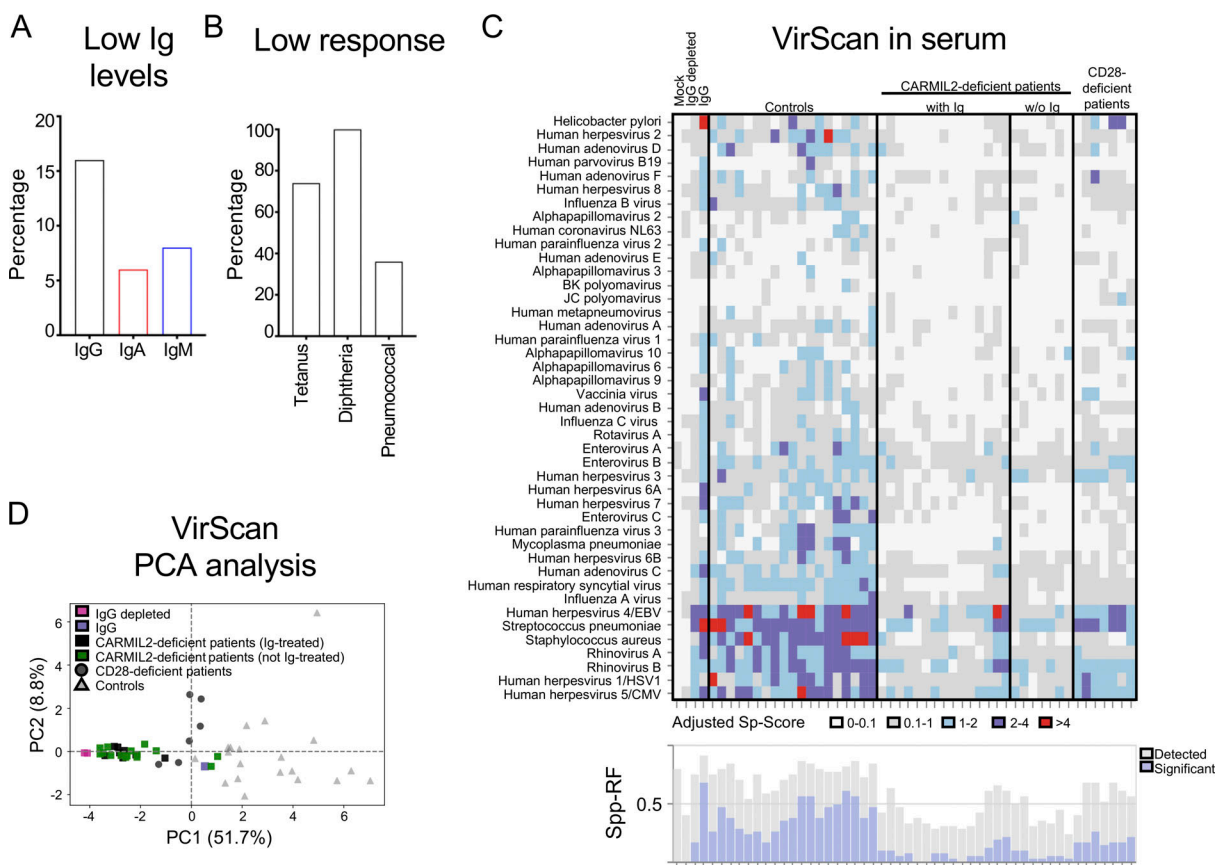 A
Low Ig
levels
Percentage
20
15
10
5
0
IgG
IgA
IgM
B
Low response
Percentage
100
80
60
40
20
0
Tetanus
Diphtheria
Pneumococcal
C
VirScan in serum
Mock
IgG depleted
IgG
Controls
CARMIL2-deficient patients
with Ig
w/o Ig
CD28-
deficient
patients
Helicobacter pylori
Human herpesvirus 2
Human adenovirus D
Human parvovirus B19
Human adenovirus F
Human herpesvirus 8
Influenza B virus
Alphapapillomavirus 2
Human coronavirus NL63
Human parainfluenza virus 2
Human adenovirus E
Alphapapillomavirus 3
BK polyomavirus
JC polyomavirus
Human metapneumovirus
Human adenovirus A
Human parainfluenza virus 1
Alphapapillomavirus 10
Alphapapillomavirus 6
Alphapapillomavirus 9
Vaccinia virus
Human adenovirus B
Influenza C virus
Rotavirus A
Enterovirus A
Enterovirus B
Human herpesvirus 3
Human herpesvirus 6A
Human herpesvirus 7
Enterovirus C
Human parainfluenza virus 3
Mycoplasma pneumoniae
Human herpesvirus 6B
Human adenovirus C
Human respiratory syncytial virus
Influenza A virus
Human herpesvirus 4/EBV
Streptococcus pneumoniae
Staphylococcus aureus
Rhinovirus A
Rhinovirus B
Human herpesvirus 1/HSV1
Human herpesvirus 5/CMV
Adjusted Sp-Score
0-0.1
0.1-1
1-2
2-4
>4
Spp-RF
0.5
Detected
Significant
D
VirScan
PCA analysis
IgG depleted
IgG
CARMIL2-deficient patients (Ig-treated)
CARMIL2-deficient patients (not Ig-treated)
CD28-deficient patients
Controls
PC2 (8.8%)
6
4
2
0
-2
-4
-2
0
2
4
6
PC1 (51.7%)